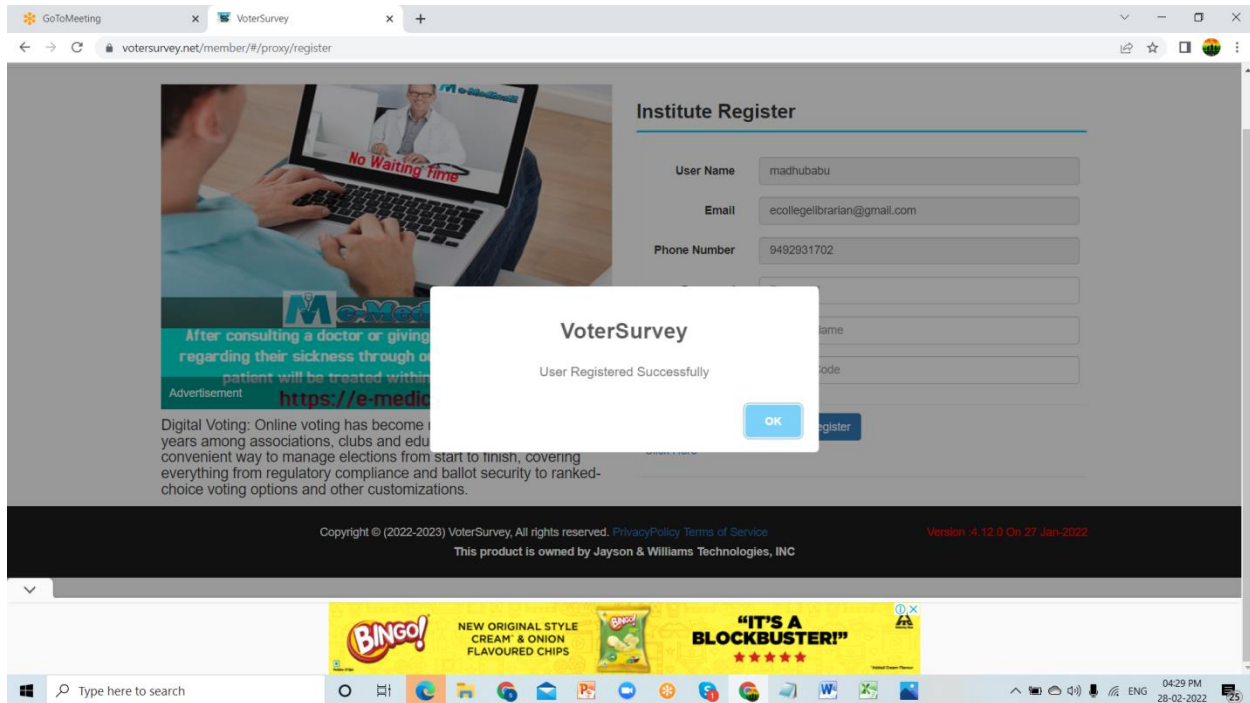 GoToMeeting
VoterSurvey
votersurvey.net/member/#/proxy/register
No Waiting Time
After consulting a doctor or giving
regarding their sickness through
patient will be treated within
Advertisement
https://e-medic
Digital Voting: Online voting has become
years among associations, clubs and edu
convenient way to manage elections from start to finish, covering
everything from regulatory compliance and ballot security to ranked-
choice voting options and other customizations.
Institute Register
User Name madhubabu
Email ecollegelibrarian@gmail.com
Phone Number 9492931702
VoterSurvey
User Registered Successfully
OK
Copyright © (2022-2023) VoterSurvey, All rights reserved. PrivacyPolicy Terms of Service Version :4.12.0 On 27 Jan-2022
This product is owned by Jayson & Williams Technologies, INC
BINGO!
NEW ORIGINAL STYLE
CREAM & ONION
FLAVOURED CHIPS
"IT'S A
BLOCKBUSTER!"
Type here to search
ENG
04:29 PM
28-02-2022
25